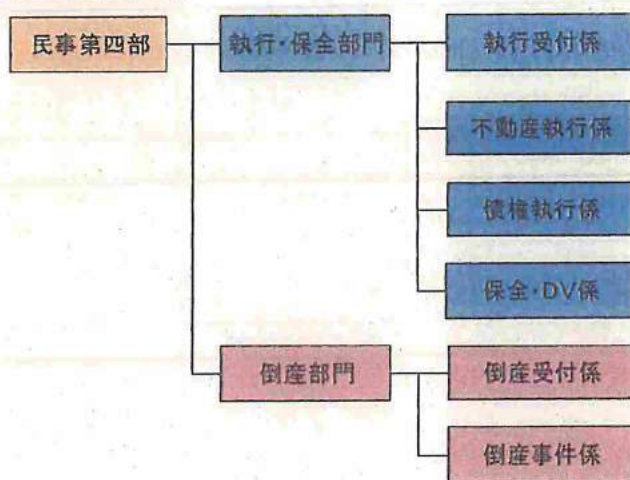 民事第四部
執行・保全部門
執行受付係
不動産執行係
債権執行係
保全・DV係
倒産部門
倒産受付係
倒産事件係